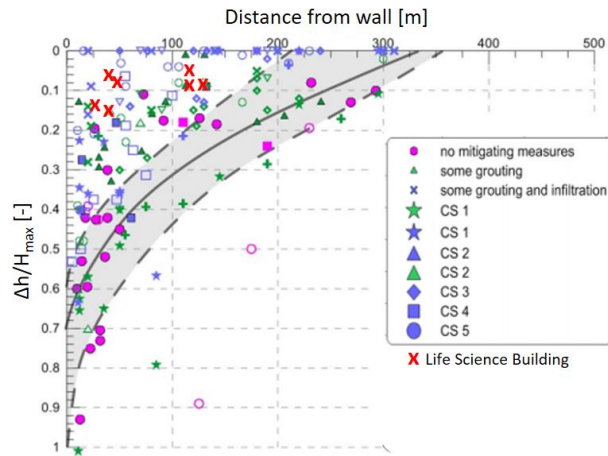 Distance from wall [m]
0 100 200 300 400 500
0
0.1
0.2
0.3
0.4
0.5
0.6
0.7
0.8
0.9
1
Δh/Hmax [-]
no mitigating measures
some grouting
some grouting and infiltration
CS 1
CS 1
CS 2
CS 2
CS 3
CS 4
CS 5
X Life Science Building